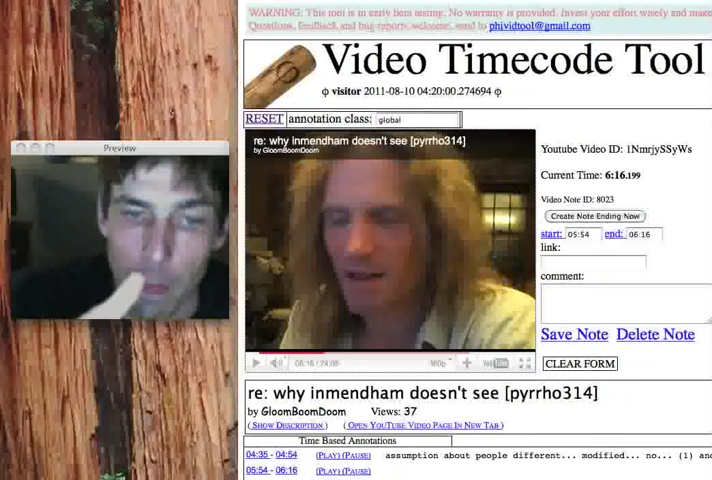 WARNING: This tool is in early beta testing. No warranty is provided. Invest your effort wisely and make
Questions, feedback, and bug reports welcome, send to phividtool@gmail.com
Video Timecode Tool
φ visitor 2011-08-10 04:20:00.274694 φ
RESET annotation class: global
Preview
re: why inmendham doesn't see [pyrrho314]
by GloomBoomDoom
Youtube Video ID: 1NmrjySSyWs
Current Time: 6:16.199
Video Note ID: 8023
Create Note Ending Now
start: 05:54 end: 06:16
link:
comment:
Save Note Delete Note
06:16 / 24:06 360p YouTube
CLEAR FORM
re: why inmendham doesn't see [pyrrho314]
by GloomBoomDoom Views: 37
( Show Description ) ( Open YouTube Video Page In New Tab )
Time Based Annotations
04:35 - 04:54 (Play) (Pause) assumption about people different... modified... no... (1) and
05:54 - 06:16 (Play) (Pause)